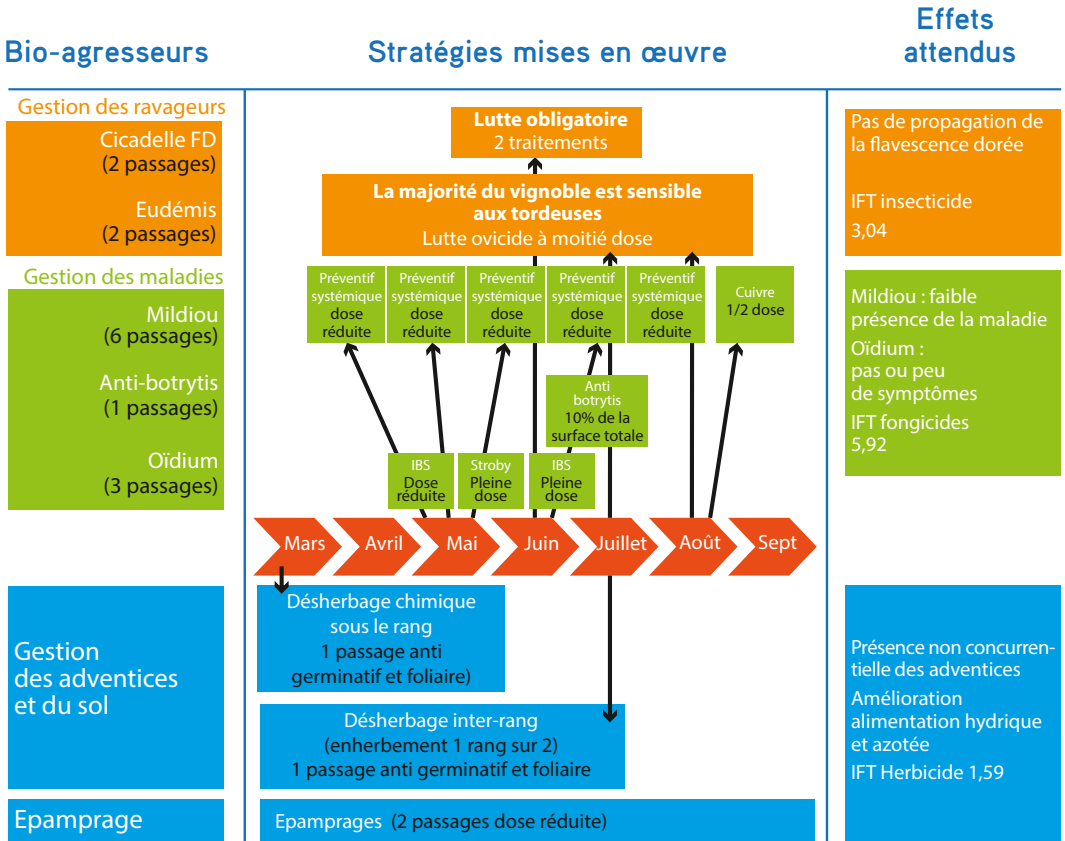 Bio-agresseurs
Stratégies mises en œuvre
Effets
attendus
Gestion des ravageurs
Cicadelle FD
(2 passages)
Eudémis
(2 passages)
Lutte obligatoire
2 traitements
La majorité du vignoble est sensible
aux tordeuses
Lutte ovicide à moitié dose
Pas de propagation de
la flavescence dorée
IFT insecticide
3,04
Gestion des maladies
Mildiou
(6 passages)
Anti-botrytis
(1 passages)
Oïdium
(3 passages)
Préventif
systémique
dose
réduite
Préventif
systémique
dose
réduite
Préventif
systémique
dose
réduite
Préventif
systémique
dose
réduite
Préventif
systémique
dose
réduite
Cuivre
1/2 dose
Anti
botrytis
10% de la
surface totale
IBS
Dose
réduite
Stroby
Pleine
dose
IBS
Pleine
dose
Mildiou : faible
présence de la maladie
Oïdium :
pas ou peu
de symptômes
IFT fongicides
5,92
Mars
Avril
Mai
Juin
Juillet
Août
Sept
Gestion
des adventices
et du sol
Désherbage chimique
sous le rang
1 passage anti
germinatif et foliaire)
Désherbage inter-rang
(enherbement 1 rang sur 2)
1 passage anti germinatif et foliaire
Présence non concurren-
tielle des adventices
Amélioration
alimentation hydrique
et azotée
IFT Herbicide 1,59
Epamprage
Epamprages (2 passages dose réduite)